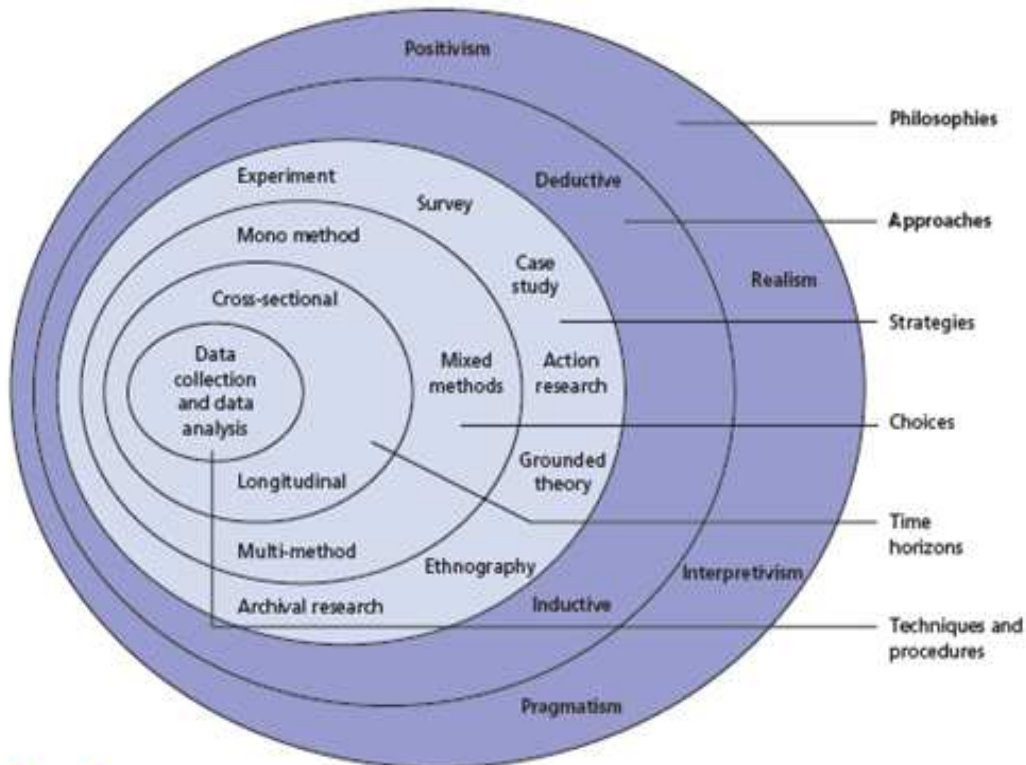 Positivism
Philosophies
Experiment
Deductive
Survey
Approaches
Mono method
Case
study
Realism
Cross-sectional
Strategies
Data
collection
and data
analysis
Mixed
methods
Action
research
Choices
Grounded
theory
Longitudinal
Time
horizons
Multi-method
Ethnography
Interpretivism
Archival research
Inductive
Techniques and
procedures
Pragmatism